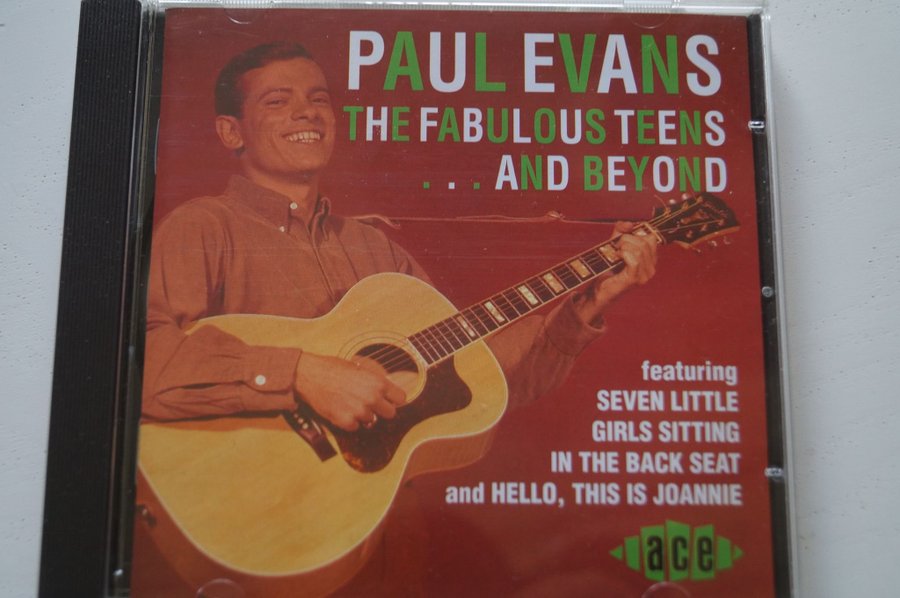 PAUL EVANS
THE FABULOUS TEENS
. . . AND BEYOND
featuring
SEVEN LITTLE
GIRLS SITTING
IN THE BACK SEAT
and HELLO, THIS IS JOANNIE
ace